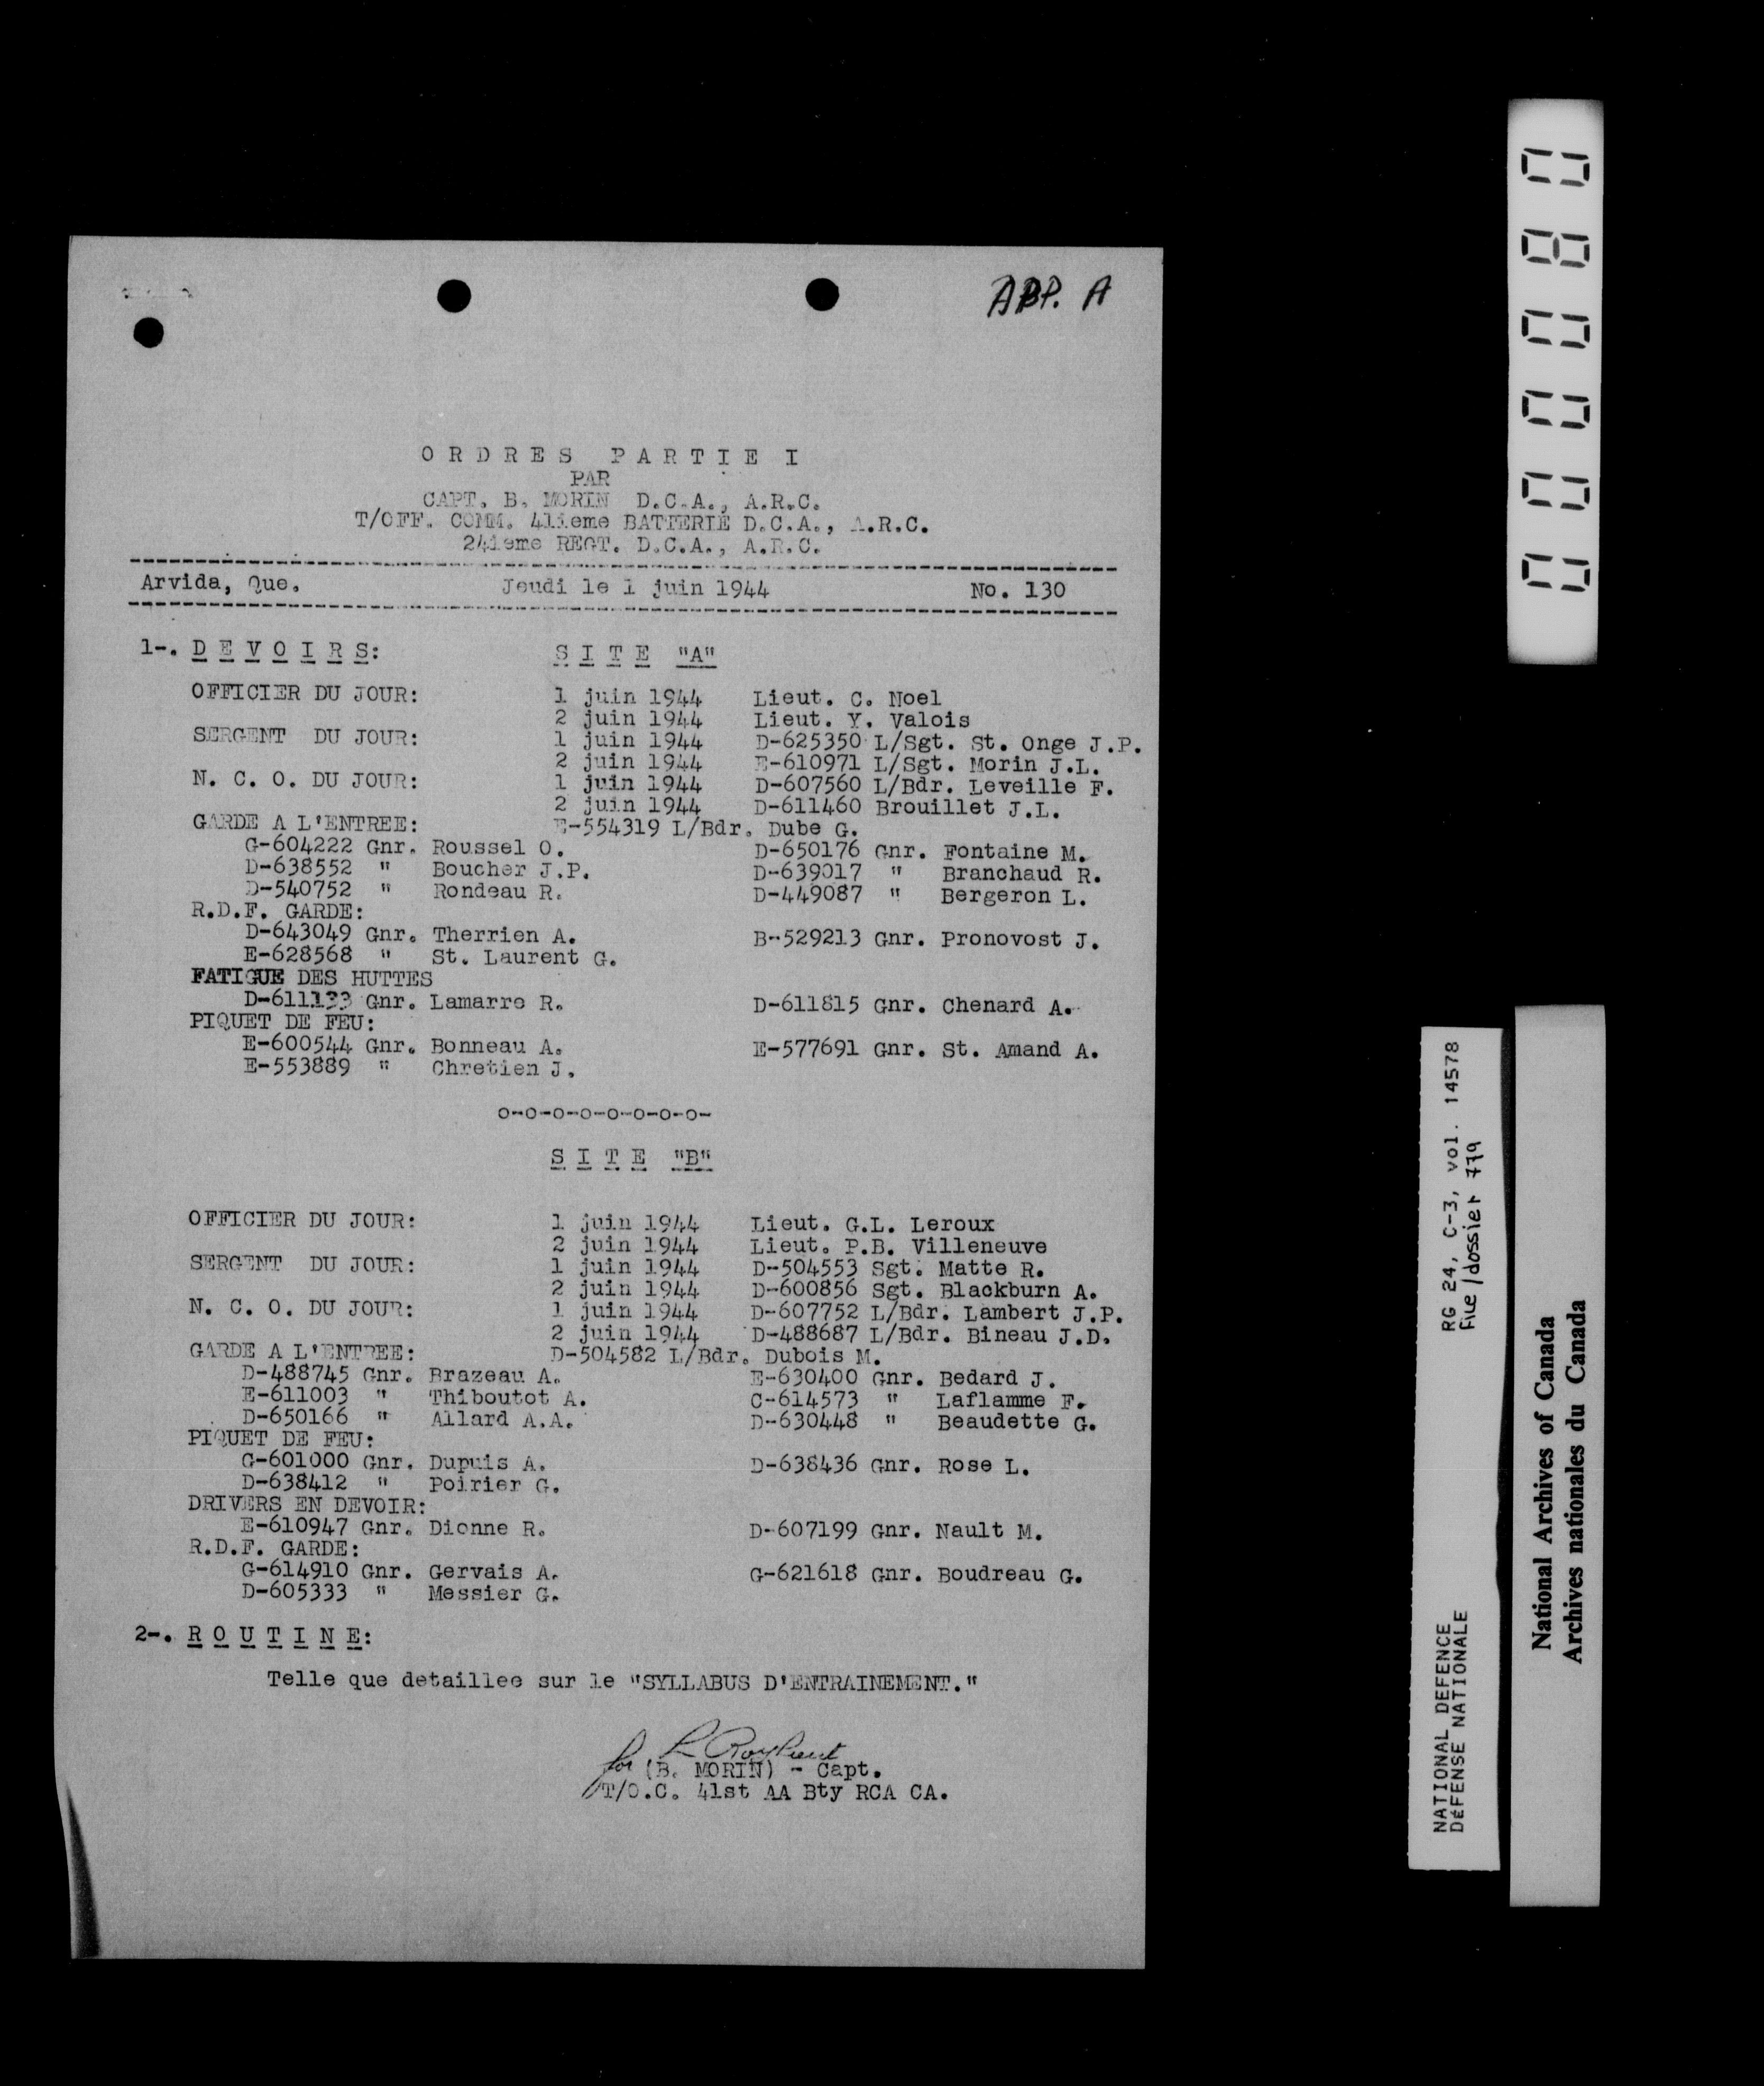 APP. A
O R D R E S  P A R T I E  I
PAR
CAPT. B. MORIN D.C.A., A.R.C.
T/OFF. COMM. 41ieme BATTERIE D.C.A., A.R.C.
24ieme REGT. D.C.A., A.R.C.
Arvida, Que. Jeudi le 1 juin 1944 No. 130
1-. D E V O I R S: S I T E "A"
OFFICIER DU JOUR: 1 juin 1944 Lieut. C. Noel
2 juin 1944 Lieut. Y. Valois
SERGENT DU JOUR: 1 juin 1944 D-625350 L/Sgt. St. Onge J.P.
2 juin 1944 E-610971 L/Sgt. Morin J.L.
N. C. O. DU JOUR: 1 juin 1944 D-607560 L/Bdr. Leveille F.
2 juin 1944 D-611460 Brouillet J.L.
GARDE A L'ENTREE: E-554319 L/Bdr. Dube G.
G-604222 Gnr. Roussel O. D-650176 Gnr. Fontaine M.
D-638552 " Boucher J.P. D-639017 " Branchaud R.
D-540752 " Rondeau R. D-449087 " Bergeron L.
R.D.F. GARDE:
D-643049 Gnr. Therrien A. B-529213 Gnr. Pronovost J.
E-628568 " St. Laurent G.
FATIGUE DES HUTTES
D-611133 Gnr. Lamarre R. D-611815 Gnr. Chenard A.
PIQUET DE FEU:
E-600544 Gnr. Bonneau A. E-577691 Gnr. St. Amand A.
E-553889 " Chretien J.
o-o-o-o-o-o-o-o-
S I T E "B"
OFFICIER DU JOUR: 1 juin 1944 Lieut. G.L. Leroux
2 juin 1944 Lieut. P.B. Villeneuve
SERGENT DU JOUR: 1 juin 1944 D-504553 Sgt. Matte R.
2 juin 1944 D-600856 Sgt. Blackburn A.
N. C. O. DU JOUR: 1 juin 1944 D-607752 L/Bdr. Lambert J.P.
2 juin 1944 D-488687 L/Bdr. Bineau J.D.
GARDE A L'ENTREE: D-504582 L/Bdr. Dubois M.
D-488745 Gnr. Brazeau A. E-630400 Gnr. Bedard J.
E-611003 " Thiboutot A. C-614573 " Laflamme F.
D-650166 " Allard A.A. D-630448 " Beaudette G.
PIQUET DE FEU:
G-601000 Gnr. Dupuis A. D-638436 Gnr. Rose L.
D-638412 " Poirier G.
DRIVERS EN DEVOIR:
E-610947 Gnr. Dionne R. D-607199 Gnr. Nault M.
R.D.F. GARDE:
G-614910 Gnr. Gervais A. G-621618 Gnr. Boudreau G.
D-605333 " Messier G.
2-. R O U T I N E:
Telle que detaillee sur le "SYLLABUS D'ENTRAINEMENT."
for L Roy Lieut
(B. MORIN) - Capt.
T/O.C. 41st AA Bty RCA CA.
000080
NATIONAL DEFENCE RG 24, C-3, vol. 14578
DéFENSE NATIONALE File/dossier 779
National Archives of Canada
Archives nationales du Canada